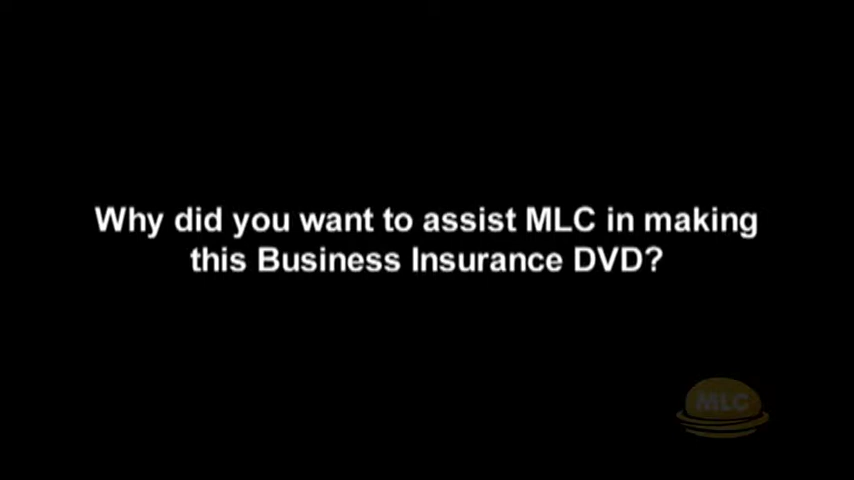 Why did you want to assist MLC in making
this Business Insurance DVD?
MLC